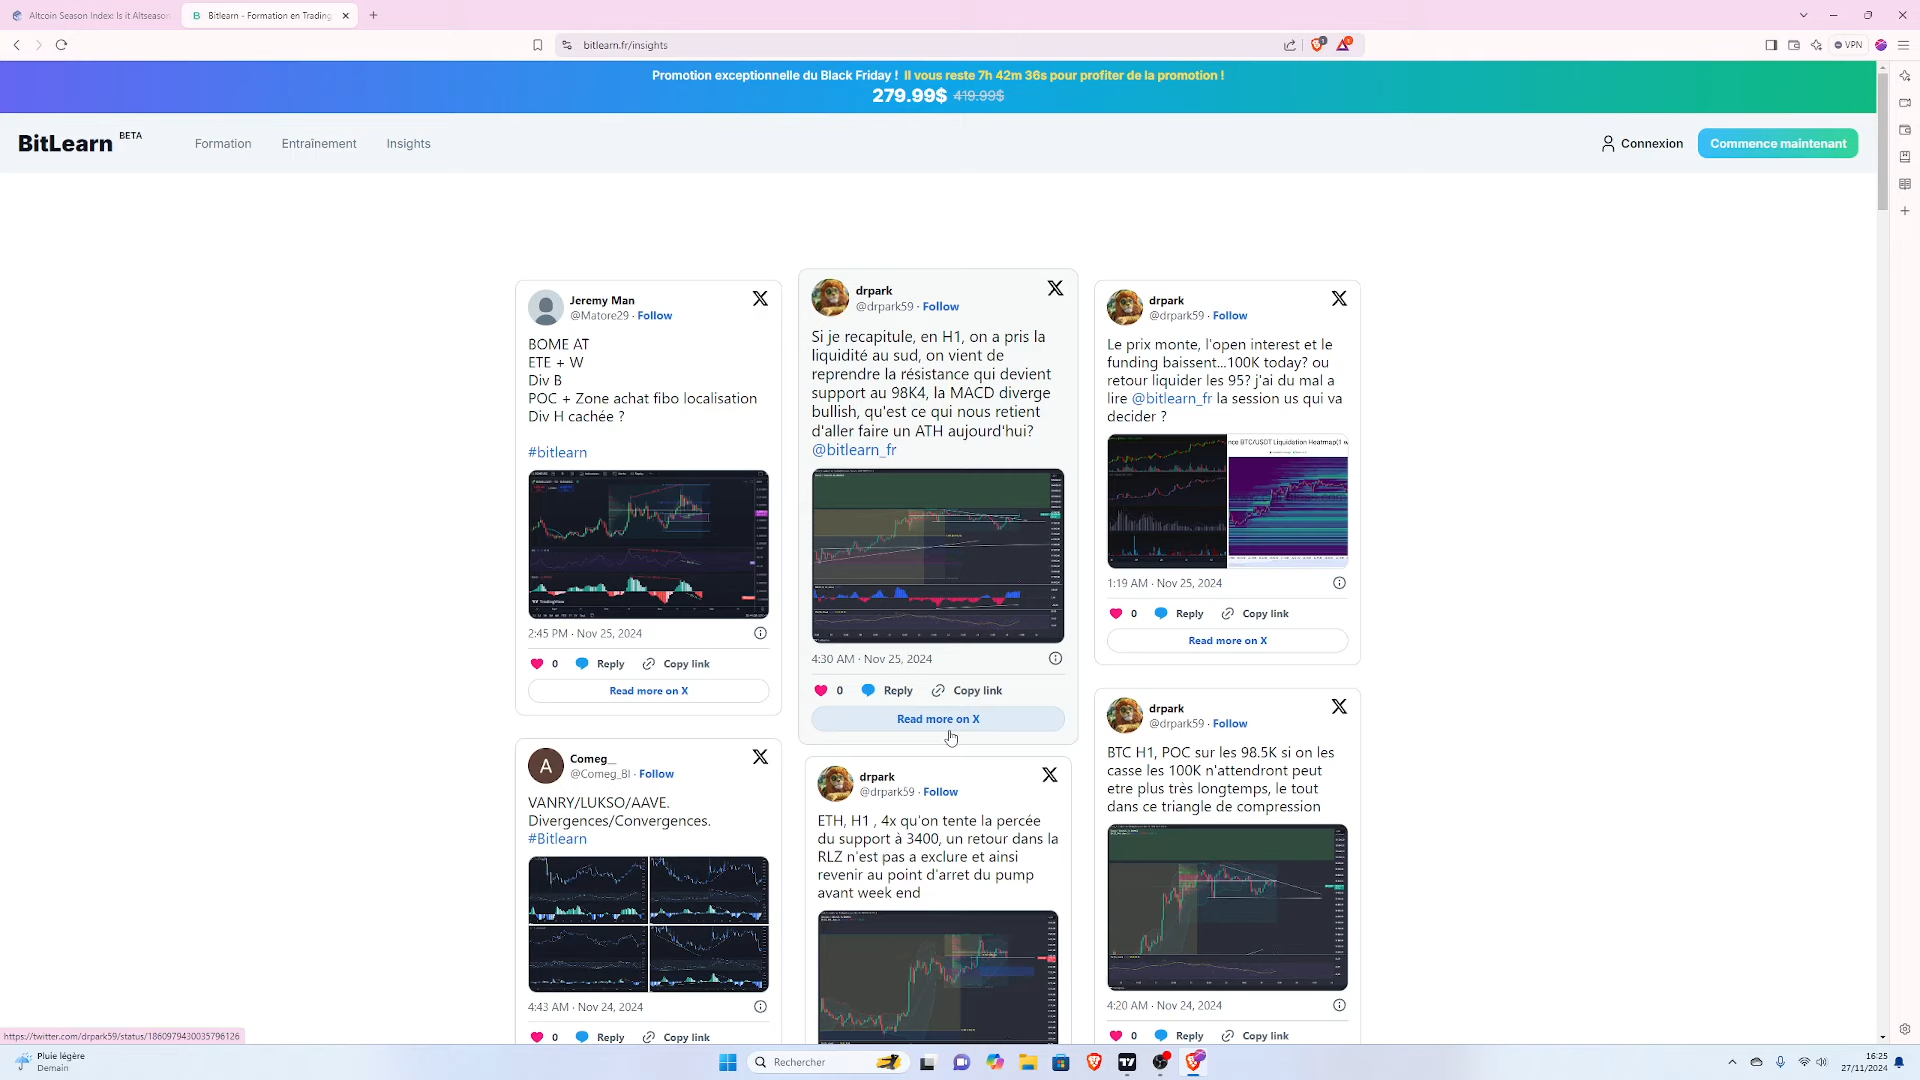 Altcoin Season Index: Is it Altseason
Bitlearn - Formation en Trading
bitlearn.fr/insights
VPN
Promotion exceptionnelle du Black Friday ! Il vous reste 7h 42m 36s pour profiter de la promotion !
279.99$ 419.99$
BitLearn BETA
Formation
Entraînement
Insights
Connexion
Commence maintenant
Jeremy Man
@Matore29 · Follow
BOME AT
ETE + W
Div B
POC + Zone achat fibo localisation
Div H cachée ?
#bitlearn
2:45 PM · Nov 25, 2024
0 Reply Copy link
Read more on X
Comeg__
@Comeg_Bl · Follow
VANRY/LUKSO/AAVE.
Divergences/Convergences.
#Bitlearn
4:43 AM · Nov 24, 2024
0 Reply Copy link
drpark
@drpark59 · Follow
Si je recapitule, en H1, on a pris la
liquidité au sud, on vient de
reprendre la résistance qui devient
support au 98K4, la MACD diverge
bullish, qu'est ce qui nous retient
d'aller faire un ATH aujourd'hui?
@bitlearn_fr
4:30 AM · Nov 25, 2024
0 Reply Copy link
Read more on X
drpark
@drpark59 · Follow
ETH, H1 , 4x qu'on tente la percée
du support à 3400, un retour dans la
RLZ n'est pas a exclure et ainsi
revenir au point d'arret du pump
avant week end
drpark
@drpark59 · Follow
Le prix monte, l'open interest et le
funding baissent...100K today? ou
retour liquider les 95? j'ai du mal a
lire @bitlearn_fr la session us qui va
decider ?
nce BTC/USDT Liquidation Heatmap(1 w
1:19 AM · Nov 25, 2024
0 Reply Copy link
Read more on X
drpark
@drpark59 · Follow
BTC H1, POC sur les 98.5K si on les
casse les 100K n'attendront peut
etre plus très longtemps, le tout
dans ce triangle de compression
4:20 AM · Nov 24, 2024
0 Reply Copy link
https://twitter.com/drpark59/status/1860979430035796126
Pluie légère
Demain
Rechercher
16:25
27/11/2024